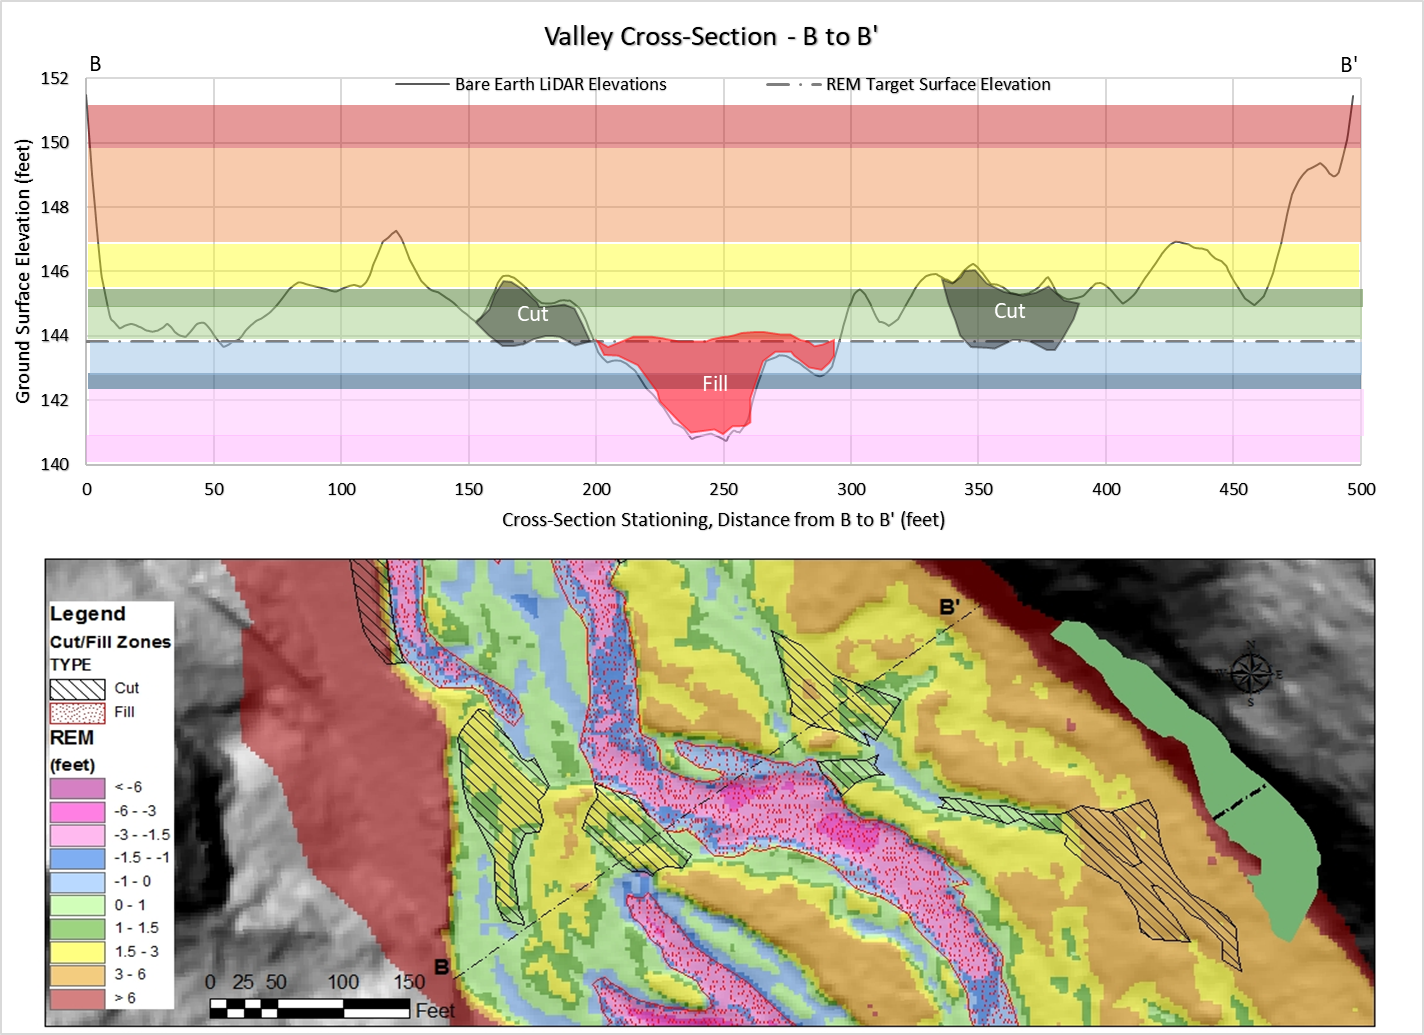 Valley Cross-Section - B to B'
B
B'
Bare Earth LiDAR Elevations
REM Target Surface Elevation
Ground Surface Elevation (feet)
152
150
148
146
144
142
140
Cut
Fill
Cut
0 50 100 150 200 250 300 350 400 450 500
Cross-Section Stationing, Distance from B to B' (feet)
Legend
Cut/Fill Zones
TYPE
Cut
Fill
REM
(feet)
< -6
-6 - -3
-3 - -1.5
-1.5 - -1
-1 - 0
0 - 1
1 - 1.5
1.5 - 3
3 - 6
> 6
B'
B
N
E
S
0 25 50 100 150
Feet